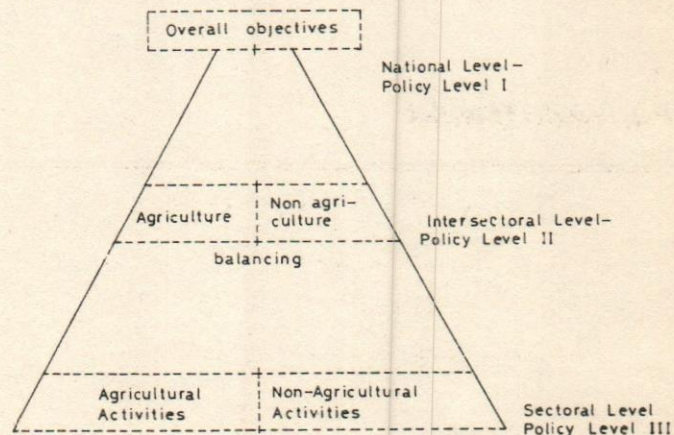 Overall objectives
National Level-
Policy Level I
Agriculture
Non agri-
culture
Intersectoral Level-
Policy Level II
balancing
Agricultural
Activities
Non-Agricultural
Activities
Sectoral Level
Policy Level III